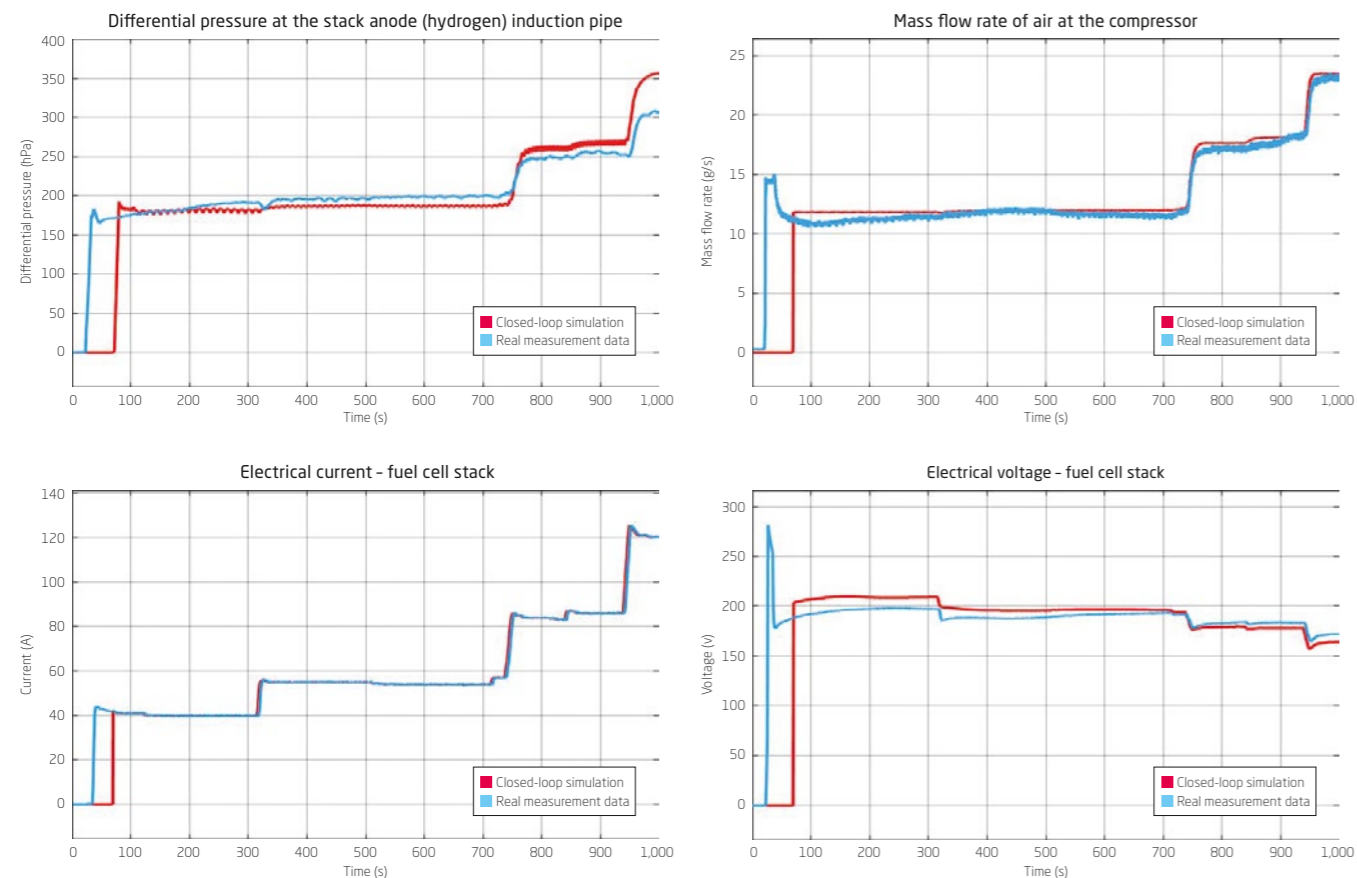 Differential pressure at the stack anode (hydrogen) induction pipe
400
350
300
250
200
150
100
50
0
Differential pressure (hPa)
Closed-loop simulation
Real measurement data
0 100 200 300 400 500 600 700 800 900 1,000
Time (s)
Mass flow rate of air at the compressor
25
20
15
10
5
0
Mass flow rate (g/s)
Closed-loop simulation
Real measurement data
0 100 200 300 400 500 600 700 800 900 1,000
Time (s)
Electrical current – fuel cell stack
140
120
100
80
60
40
20
0
Current (A)
Closed-loop simulation
Real measurement data
0 100 200 300 400 500 600 700 800 900 1,000
Time (s)
Electrical voltage – fuel cell stack
300
250
200
150
100
50
0
Voltage (v)
Closed-loop simulation
Real measurement data
0 100 200 300 400 500 600 700 800 900 1,000
Time (s)